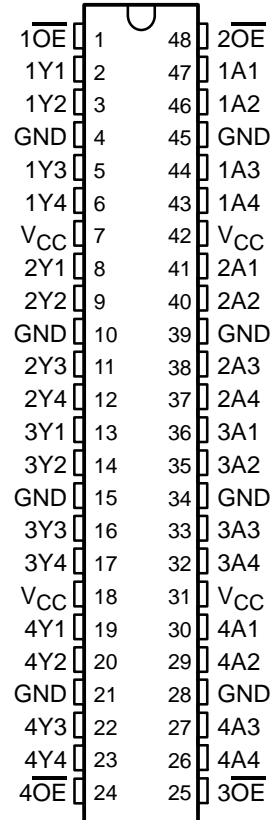 1O̅E̅ 1 48 2O̅E̅
1Y1 2 47 1A1
1Y2 3 46 1A2
GND 4 45 GND
1Y3 5 44 1A3
1Y4 6 43 1A4
VCC 7 42 VCC
2Y1 8 41 2A1
2Y2 9 40 2A2
GND 10 39 GND
2Y3 11 38 2A3
2Y4 12 37 2A4
3Y1 13 36 3A1
3Y2 14 35 3A2
GND 15 34 GND
3Y3 16 33 3A3
3Y4 17 32 3A4
VCC 18 31 VCC
4Y1 19 30 4A1
4Y2 20 29 4A2
GND 21 28 GND
4Y3 22 27 4A3
4Y4 23 26 4A4
4O̅E̅ 24 25 3O̅E̅